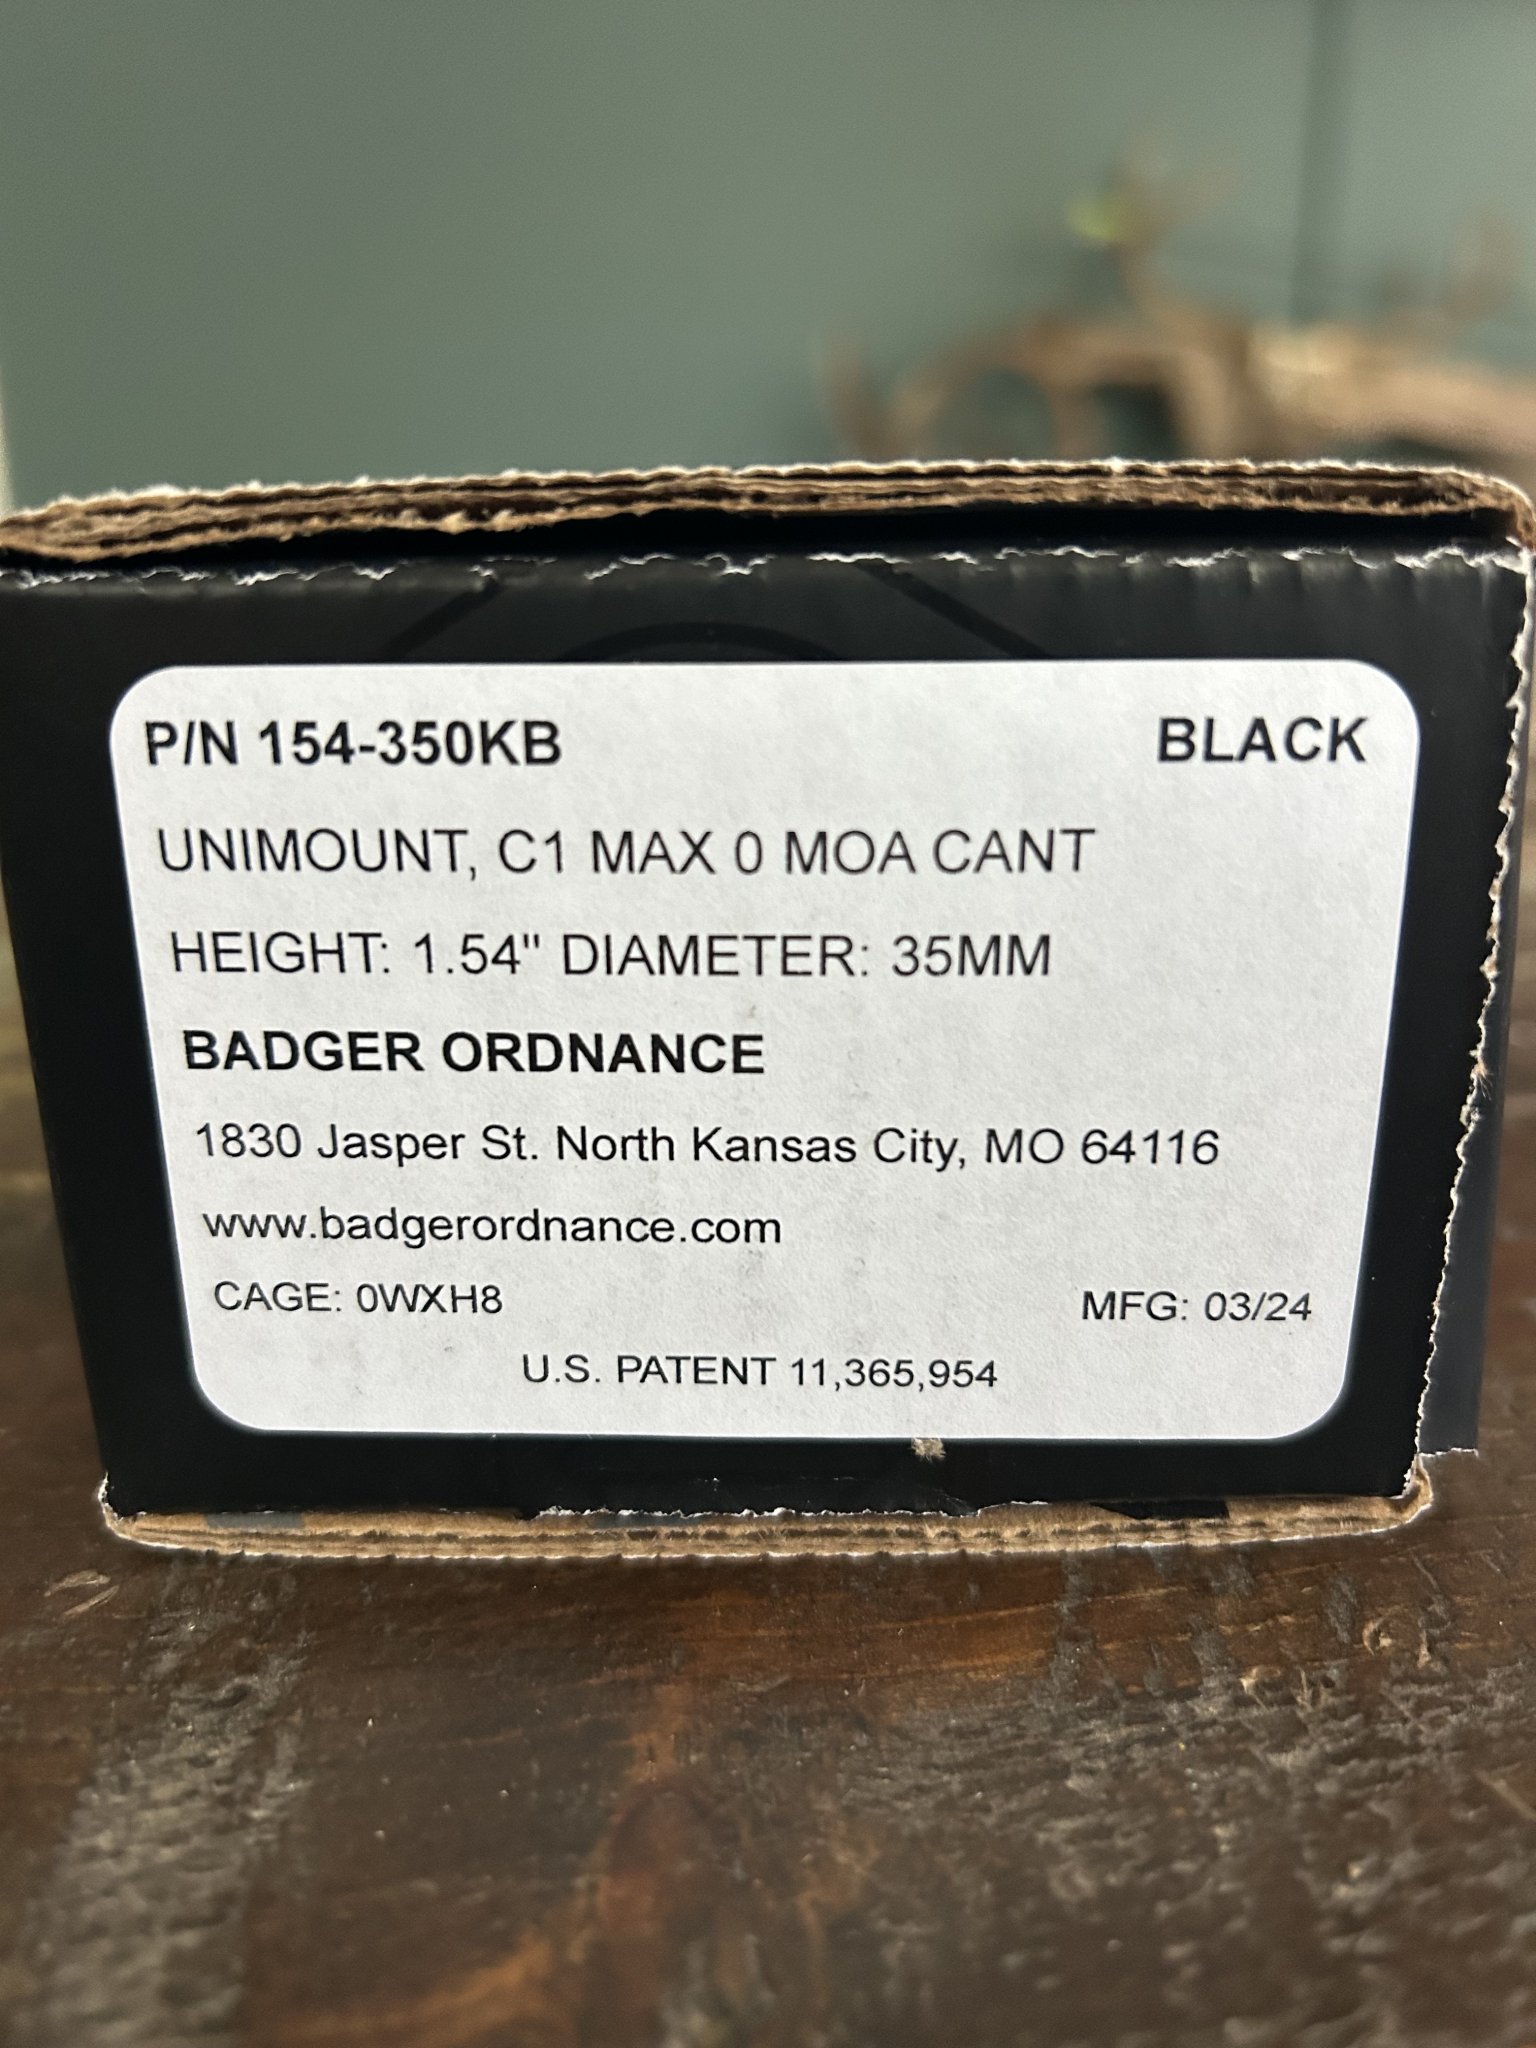 P/N 154-350KB BLACK
UNIMOUNT, C1 MAX 0 MOA CANT
HEIGHT: 1.54" DIAMETER: 35MM
BADGER ORDNANCE
1830 Jasper St. North Kansas City, MO 64116
www.badgerordnance.com
CAGE: 0WXH8 MFG: 03/24
U.S. PATENT 11,365,954